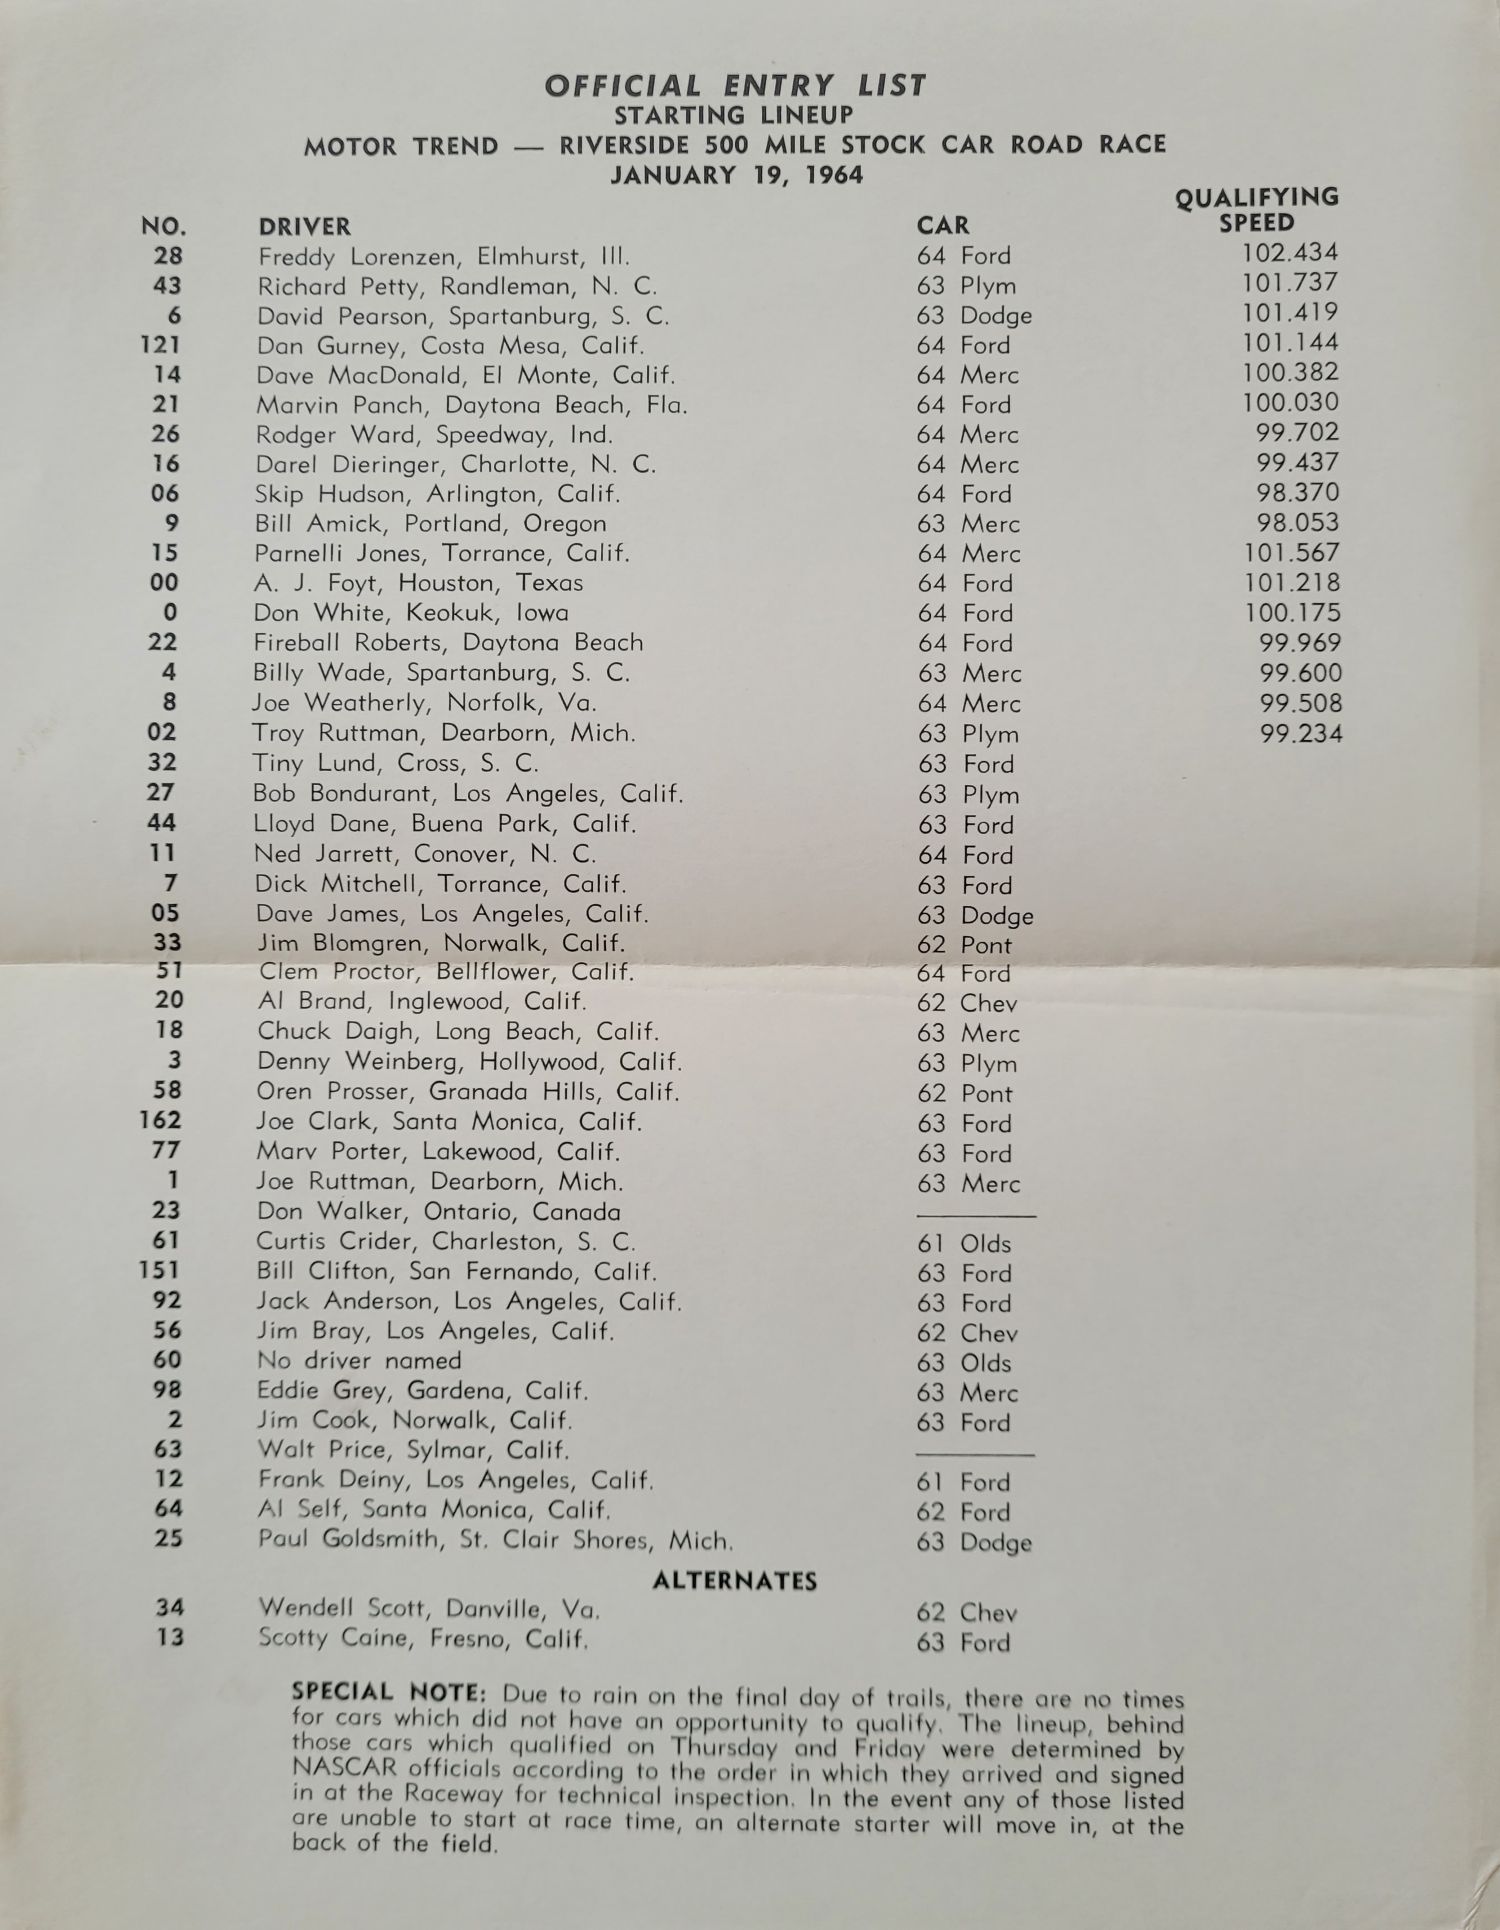 OFFICIAL ENTRY LIST
STARTING LINEUP
MOTOR TREND — RIVERSIDE 500 MILE STOCK CAR ROAD RACE
JANUARY 19, 1964
NO. DRIVER CAR QUALIFYING SPEED
28 Freddy Lorenzen, Elmhurst, Ill. 64 Ford 102.434
43 Richard Petty, Randleman, N. C. 63 Plym 101.737
6 David Pearson, Spartanburg, S. C. 63 Dodge 101.419
121 Dan Gurney, Costa Mesa, Calif. 64 Ford 101.144
14 Dave MacDonald, El Monte, Calif. 64 Merc 100.382
21 Marvin Panch, Daytona Beach, Fla. 64 Ford 100.030
26 Rodger Ward, Speedway, Ind. 64 Merc 99.702
16 Darel Dieringer, Charlotte, N. C. 64 Merc 99.437
06 Skip Hudson, Arlington, Calif. 64 Ford 98.370
9 Bill Amick, Portland, Oregon 63 Merc 98.053
15 Parnelli Jones, Torrance, Calif. 64 Merc 101.567
00 A. J. Foyt, Houston, Texas 64 Ford 101.218
0 Don White, Keokuk, Iowa 64 Ford 100.175
22 Fireball Roberts, Daytona Beach 64 Ford 99.969
4 Billy Wade, Spartanburg, S. C. 63 Merc 99.600
8 Joe Weatherly, Norfolk, Va. 64 Merc 99.508
02 Troy Ruttman, Dearborn, Mich. 63 Plym 99.234
32 Tiny Lund, Cross, S. C. 63 Ford
27 Bob Bondurant, Los Angeles, Calif. 63 Plym
44 Lloyd Dane, Buena Park, Calif. 63 Ford
11 Ned Jarrett, Conover, N. C. 64 Ford
7 Dick Mitchell, Torrance, Calif. 63 Ford
05 Dave James, Los Angeles, Calif. 63 Dodge
33 Jim Blomgren, Norwalk, Calif. 62 Pont
51 Clem Proctor, Bellflower, Calif. 64 Ford
20 Al Brand, Inglewood, Calif. 62 Chev
18 Chuck Daigh, Long Beach, Calif. 63 Merc
3 Denny Weinberg, Hollywood, Calif. 63 Plym
58 Oren Prosser, Granada Hills, Calif. 62 Pont
162 Joe Clark, Santa Monica, Calif. 63 Ford
77 Marv Porter, Lakewood, Calif. 63 Ford
1 Joe Ruttman, Dearborn, Mich. 63 Merc
23 Don Walker, Ontario, Canada ———
61 Curtis Crider, Charleston, S. C. 61 Olds
151 Bill Clifton, San Fernando, Calif. 63 Ford
92 Jack Anderson, Los Angeles, Calif. 63 Ford
56 Jim Bray, Los Angeles, Calif. 62 Chev
60 No driver named 63 Olds
98 Eddie Grey, Gardena, Calif. 63 Merc
2 Jim Cook, Norwalk, Calif. 63 Ford
63 Walt Price, Sylmar, Calif. ———
12 Frank Deiny, Los Angeles, Calif. 61 Ford
64 Al Self, Santa Monica, Calif. 62 Ford
25 Paul Goldsmith, St. Clair Shores, Mich. 63 Dodge
ALTERNATES
34 Wendell Scott, Danville, Va. 62 Chev
13 Scotty Caine, Fresno, Calif. 63 Ford
SPECIAL NOTE: Due to rain on the final day of trails, there are no times
for cars which did not have an opportunity to qualify. The lineup, behind
those cars which qualified on Thursday and Friday were determined by
NASCAR officials according to the order in which they arrived and signed
in at the Raceway for technical inspection. In the event any of those listed
are unable to start at race time, an alternate starter will move in, at the
back of the field.